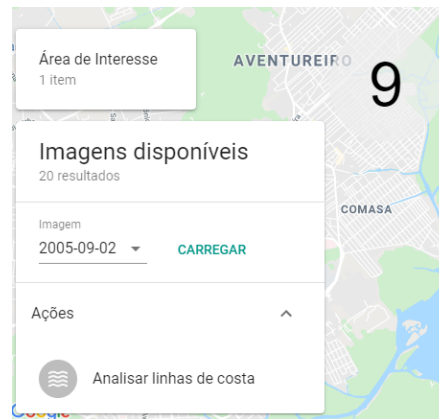 Área de Interesse
1 item
AVENTUREIRO
9
Imagens disponíveis
20 resultados
COMASA
Imagem
2005-09-02
CARREGAR
Ações
Analisar linhas de costa
Google